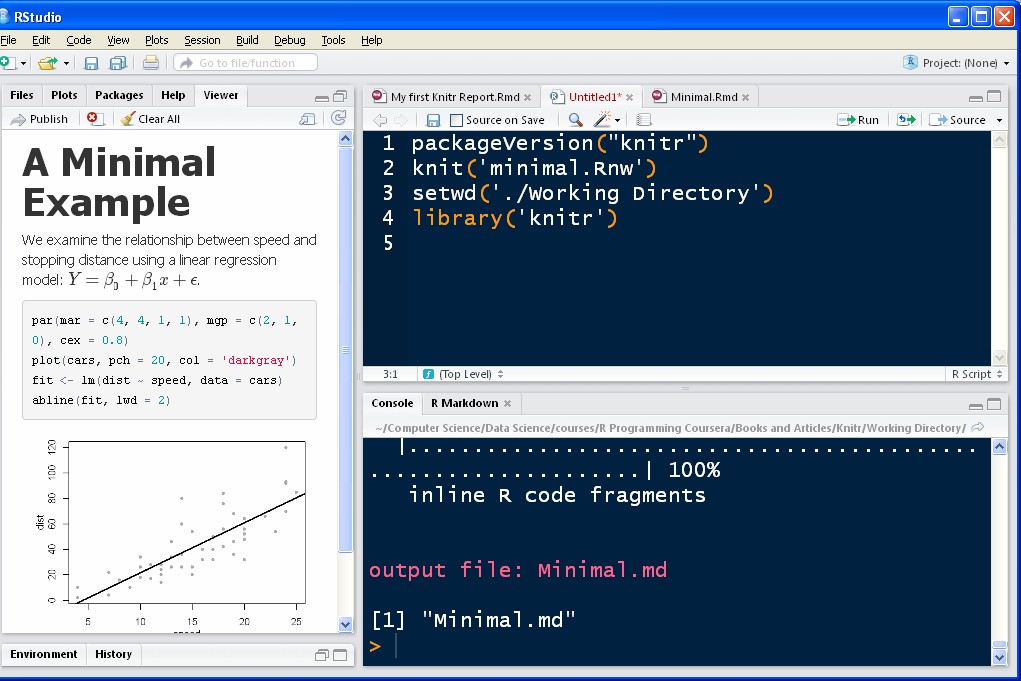 RStudio
File Edit Code View Plots Session Build Debug Tools Help
Go to file/function
Project: (None)
Files Plots Packages Help Viewer
Publish Clear All
A Minimal
Example
We examine the relationship between speed and
stopping distance using a linear regression
model: Y = β0 + β1x + ϵ.
par(mar = c(4, 4, 1, 1), mgp = c(2, 1,
0), cex = 0.8)
plot(cars, pch = 20, col = 'darkgray')
fit <- lm(dist ~ speed, data = cars)
abline(fit, lwd = 2)
120
100
80
60
40
20
0
dist
5 10 15 20 25
speed
Environment History
My first Knitr Report.Rmd Untitled1* Minimal.Rmd
Source on Save Run Source
1 packageVersion("knitr")
2 knit('minimal.Rnw')
3 setwd('./Working Directory')
4 library('knitr')
5
3:1 (Top Level) R Script
Console R Markdown
~/Computer Science/Data Science/courses/R Programming Coursera/Books and Articles/Knitr/Working Directory/
|............................................
.....................| 100%
inline R code fragments
output file: Minimal.md
[1] "Minimal.md"
>